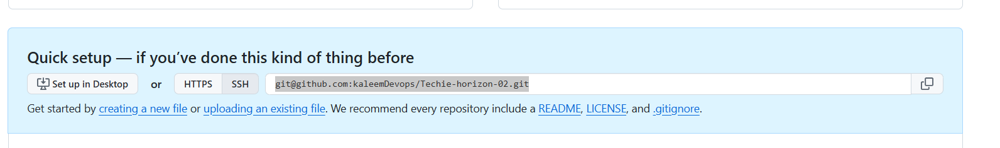 Quick setup — if you’ve done this kind of thing before
Set up in Desktop or HTTPS SSH git@github.com:kaleemDevops/Techie-horizon-02.git
Get started by creating a new file or uploading an existing file. We recommend every repository include a README, LICENSE, and .gitignore.